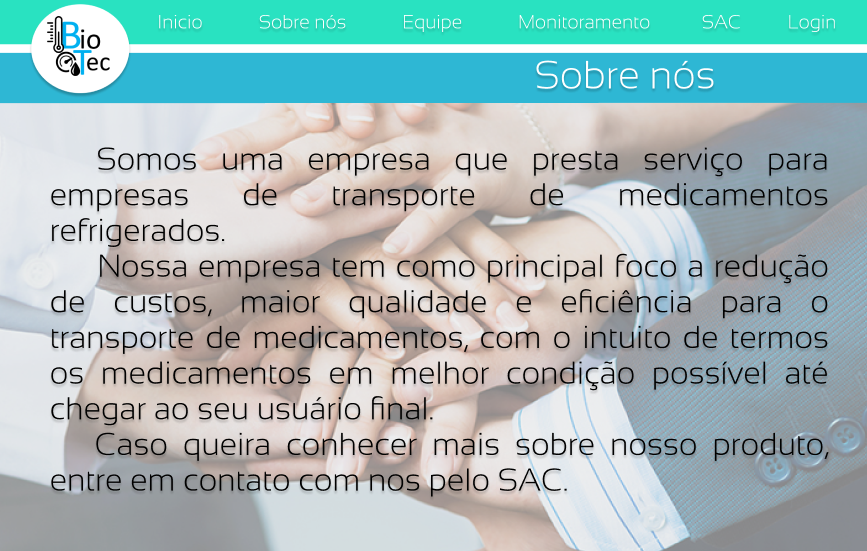 Inicio Sobre nós Equipe Monitoramento SAC Login
Bio
Tec
Sobre nós
Somos uma empresa que presta serviço para
empresas de transporte de medicamentos
refrigerados.
Nossa empresa tem como principal foco a redução
de custos, maior qualidade e eficiência para o
transporte de medicamentos, com o intuito de termos
os medicamentos em melhor condição possível até
chegar ao seu usuário final.
Caso queira conhecer mais sobre nosso produto,
entre em contato com nos pelo SAC.